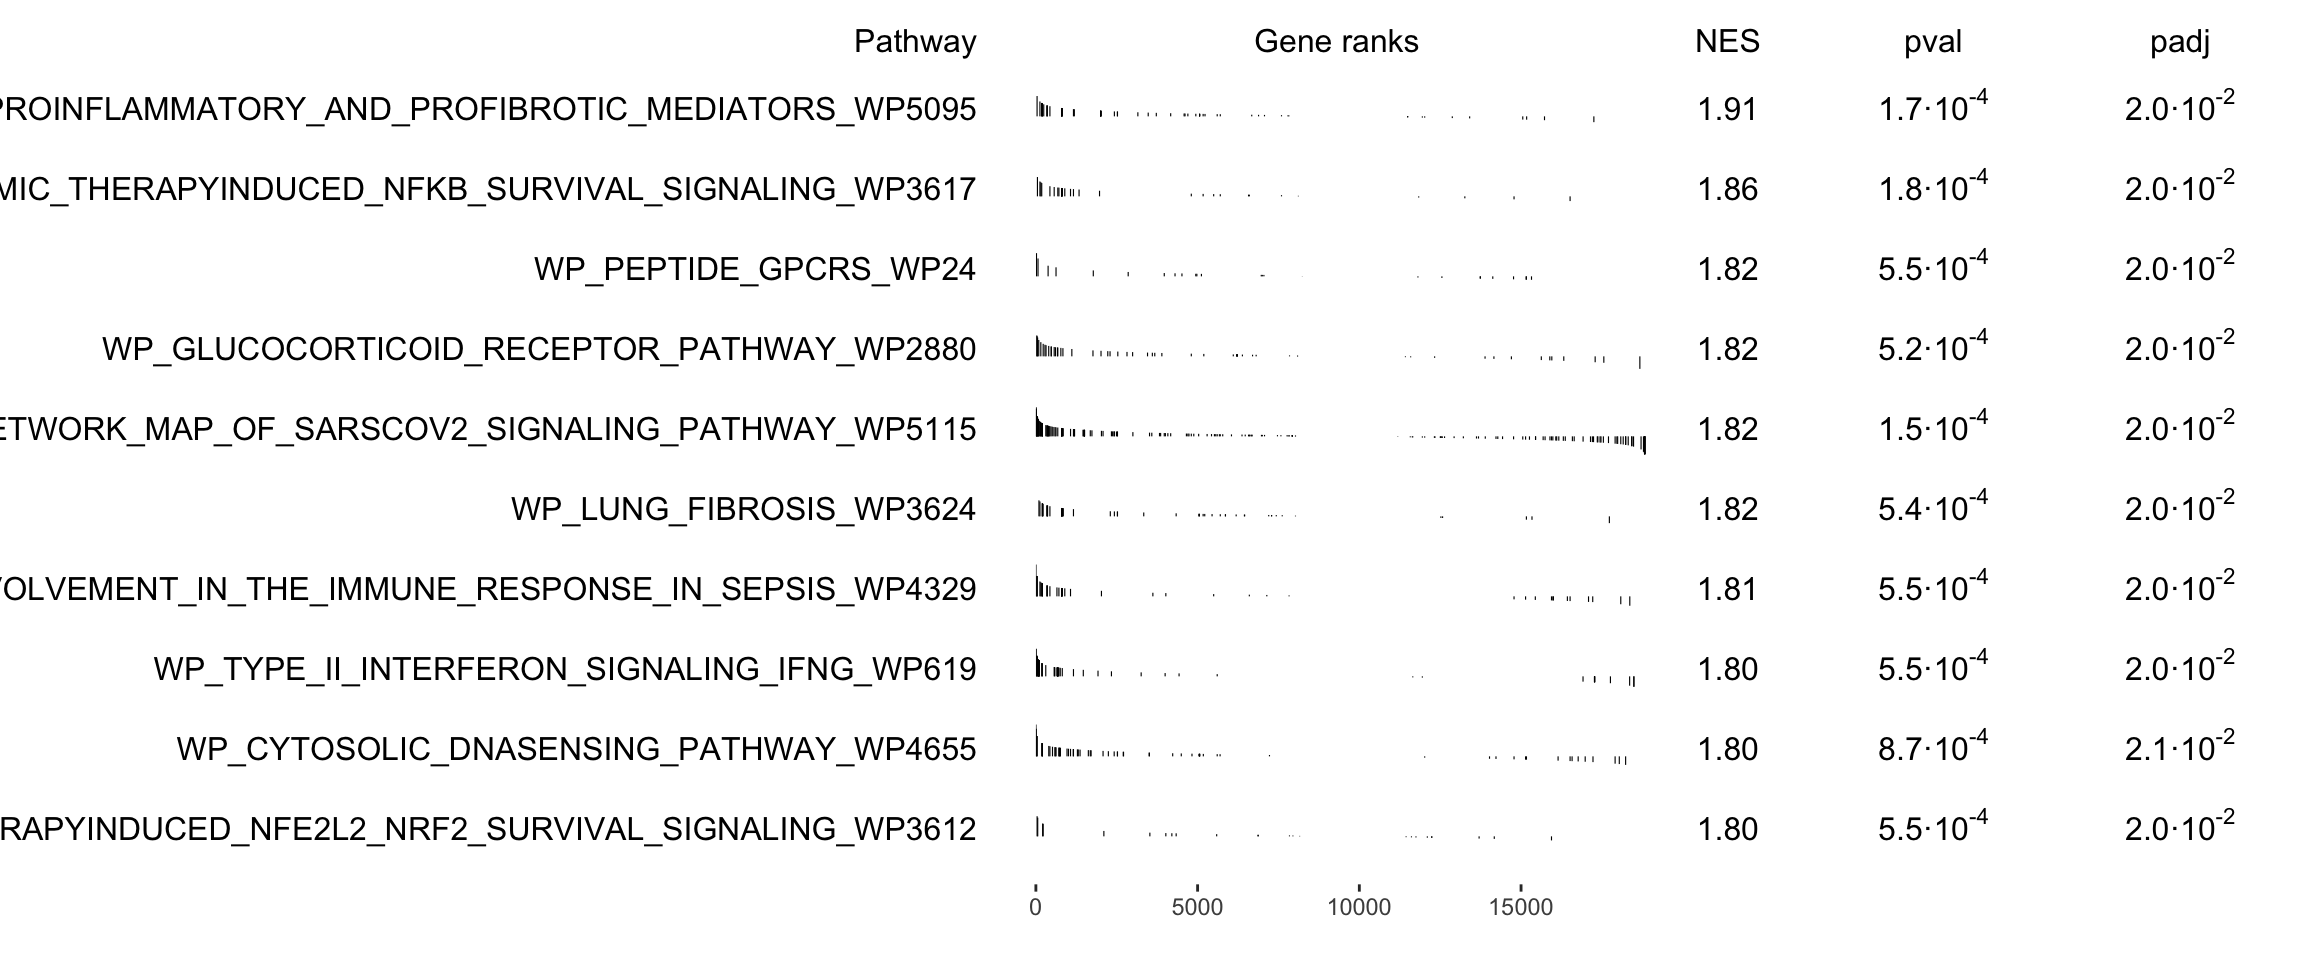 Pathway Gene ranks NES pval padj
PROINFLAMMATORY_AND_PROFIBROTIC_MEDIATORS_WP5095 1.91 1.7·10-4 2.0·10-2
MIC_THERAPYINDUCED_NFKB_SURVIVAL_SIGNALING_WP3617 1.86 1.8·10-4 2.0·10-2
WP_PEPTIDE_GPCRS_WP24 1.82 5.5·10-4 2.0·10-2
WP_GLUCOCORTICOID_RECEPTOR_PATHWAY_WP2880 1.82 5.2·10-4 2.0·10-2
ETWORK_MAP_OF_SARSCOV2_SIGNALING_PATHWAY_WP5115 1.82 1.5·10-4 2.0·10-2
WP_LUNG_FIBROSIS_WP3624 1.82 5.4·10-4 2.0·10-2
VOLVEMENT_IN_THE_IMMUNE_RESPONSE_IN_SEPSIS_WP4329 1.81 5.5·10-4 2.0·10-2
WP_TYPE_II_INTERFERON_SIGNALING_IFNG_WP619 1.80 5.5·10-4 2.0·10-2
WP_CYTOSOLIC_DNASENSING_PATHWAY_WP4655 1.80 8.7·10-4 2.1·10-2
RAPYINDUCED_NFE2L2_NRF2_SURVIVAL_SIGNALING_WP3612 1.80 5.5·10-4 2.0·10-2
0 5000 10000 15000